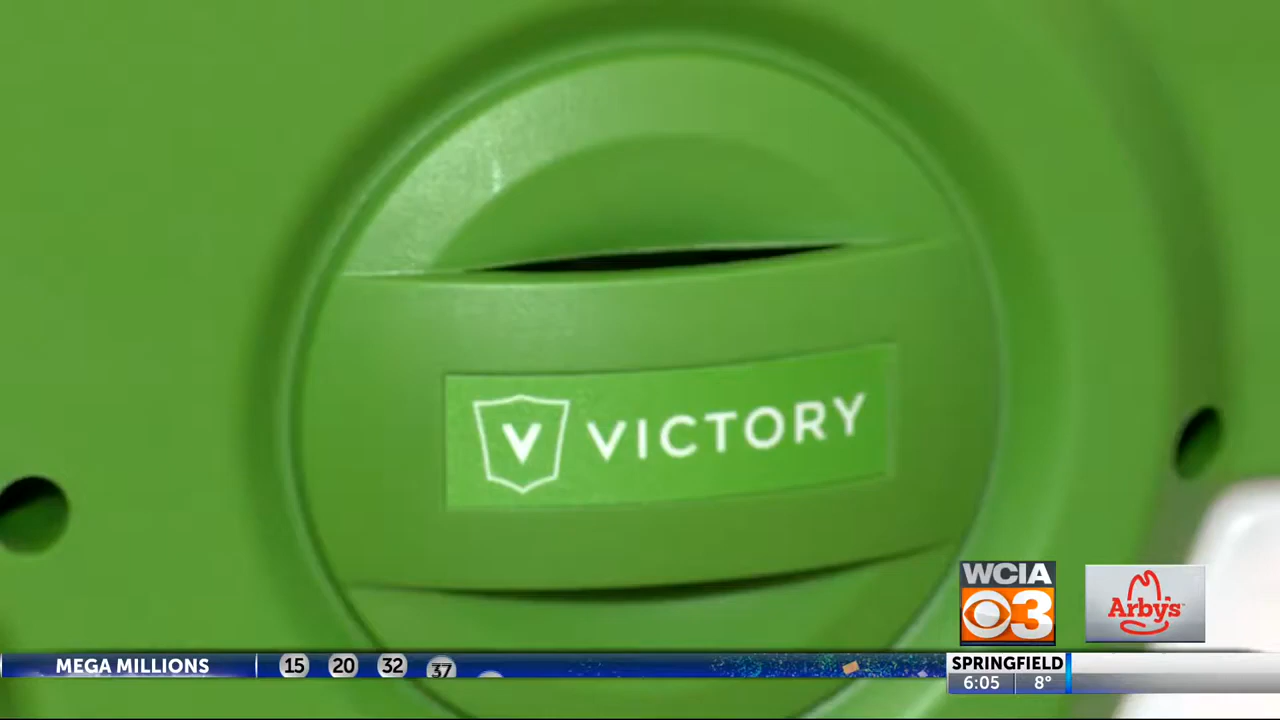 V VICTORY
WCIA
3
Arby's
MEGA MILLIONS 15 20 32 37
SPRINGFIELD
6:05 8°